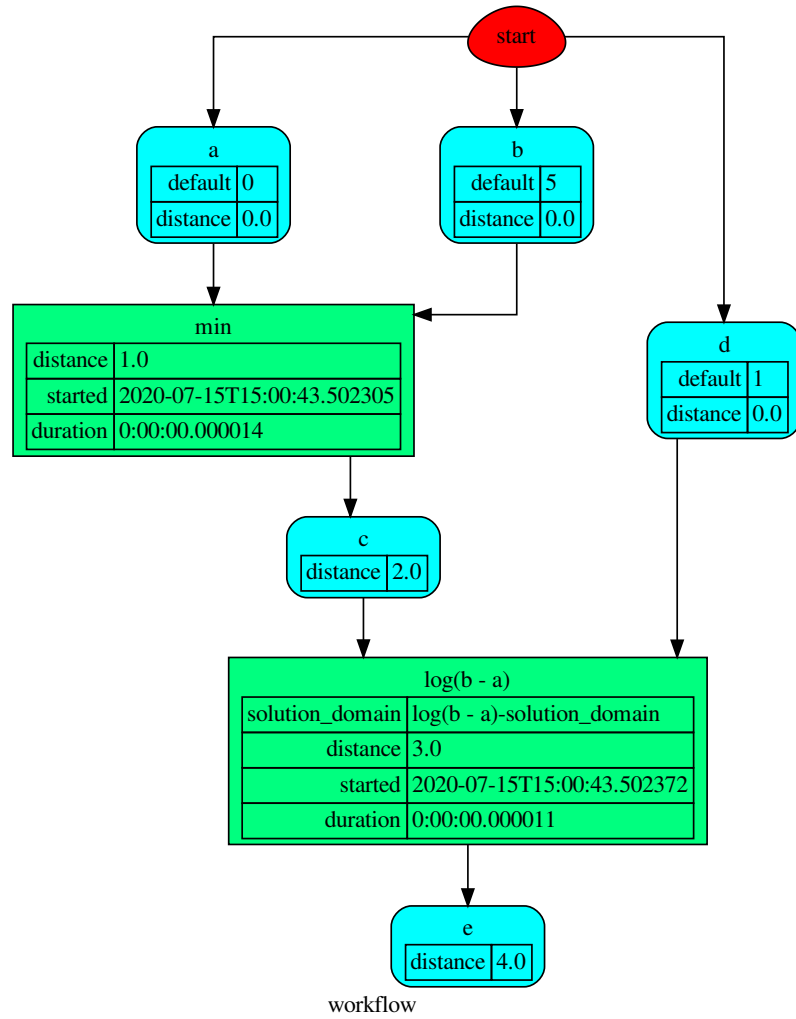 start
a
default 0
distance 0.0
b
default 5
distance 0.0
min
distance 1.0
started 2020-07-15T15:00:43.502305
duration 0:00:00.000014
d
default 1
distance 0.0
c
distance 2.0
log(b - a)
solution_domain log(b - a)-solution_domain
distance 3.0
started 2020-07-15T15:00:43.502372
duration 0:00:00.000011
e
distance 4.0
workflow